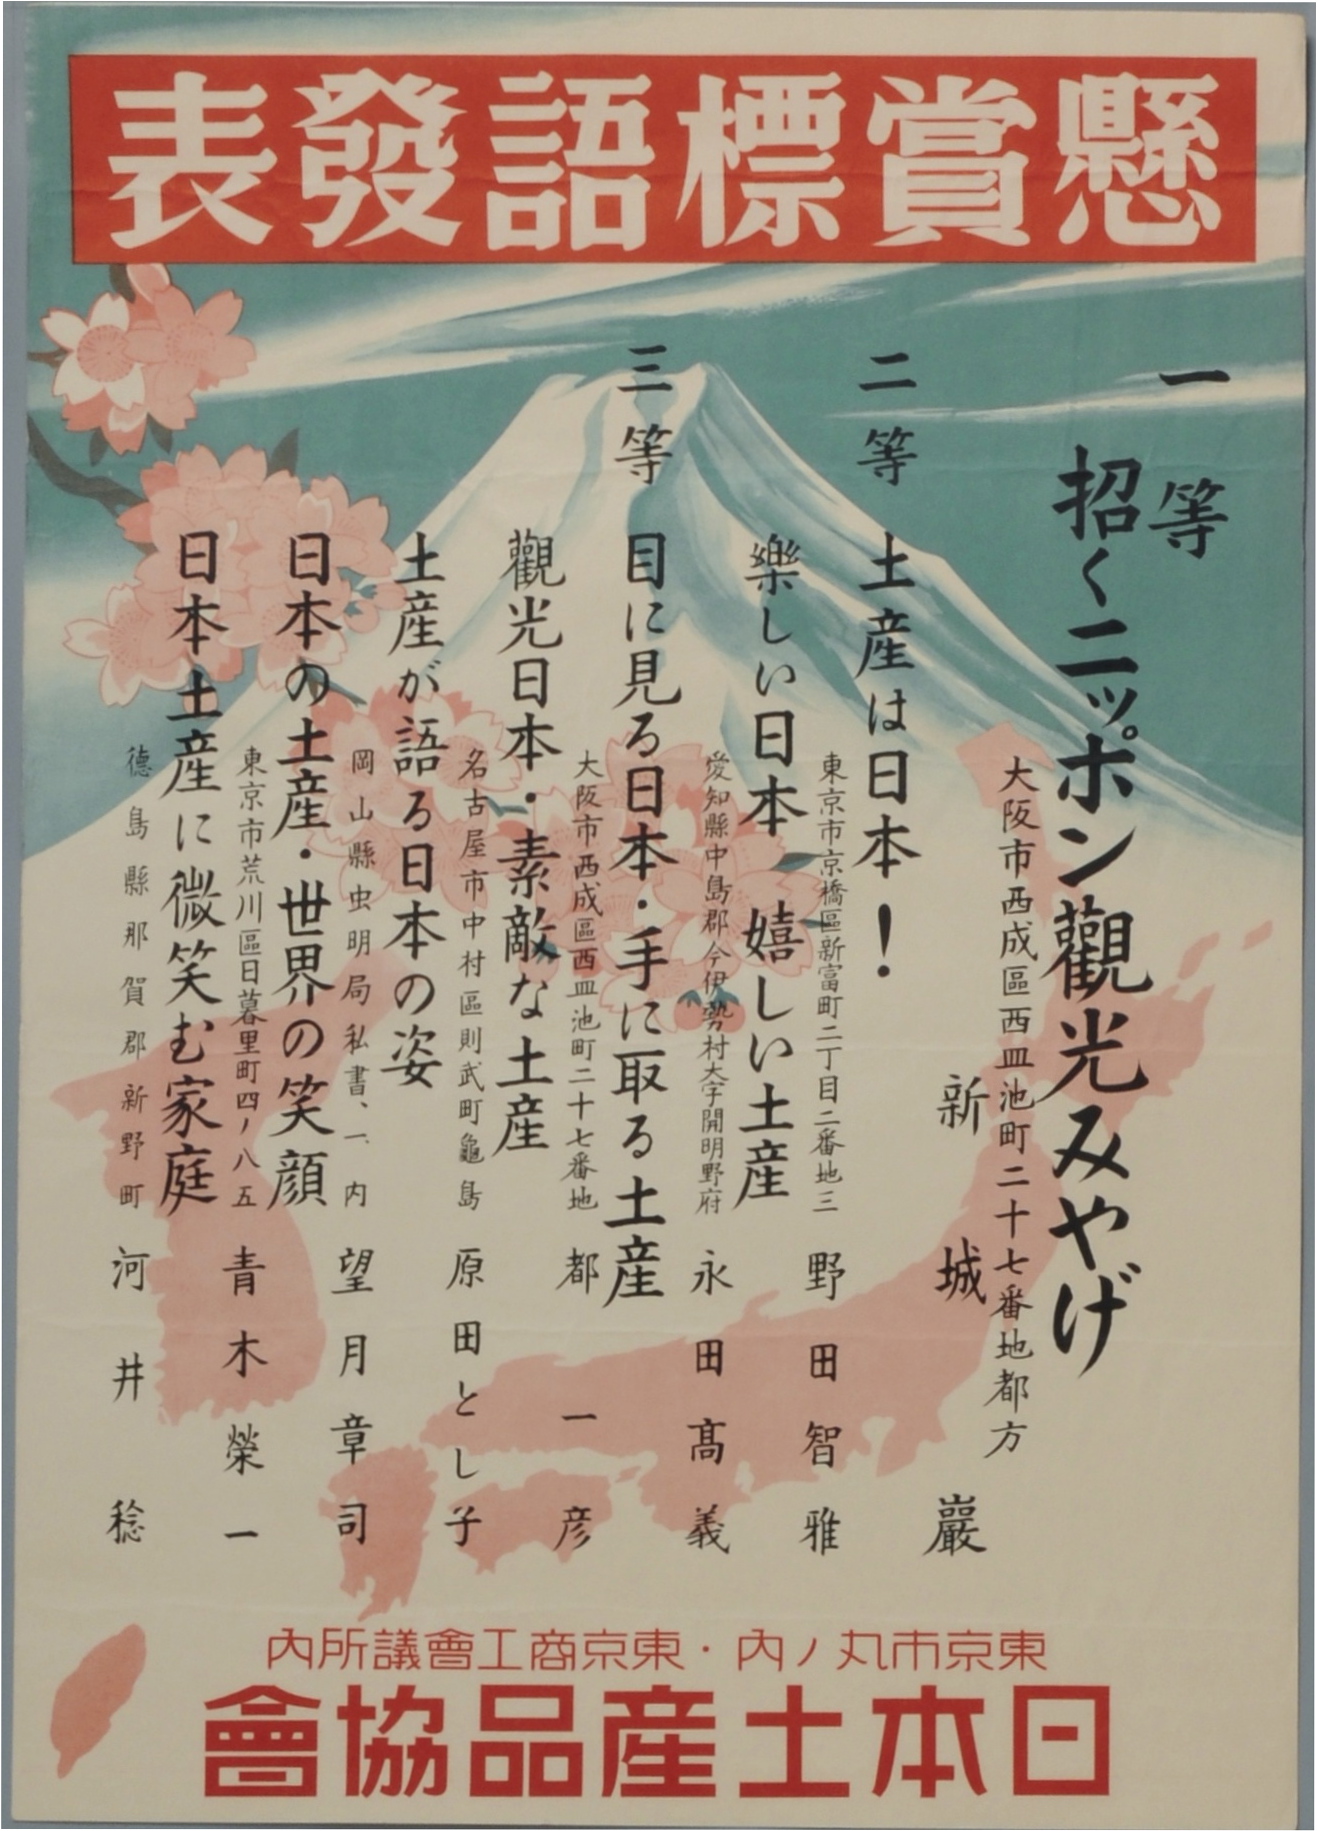 懸賞標語發表
一等
招くニッポン觀光みやげ
大阪市西成區西皿池町二十七番地都方
新城巖
二等
土産は日本！
東京市京橋區新富町二丁目二番地三
野田智雅
樂しい日本 嬉しい土産
愛知縣中島郡今伊勢村大字開明野府
永田髙義
三等
目に見る日本・手に取る土産
大阪市西成區西皿池町二十七番地
都一彦
觀光日本・素敵な土産
名古屋市中村區則武町龜島
原田とし子
土産が語る日本の姿
岡山縣虫明局私書、一、内
望月章司
日本の土産・世界の笑顔
東京市荒川區日暮里町四ノ八五
青木榮一
日本土産に微笑む家庭
德島縣那賀郡新野町
河井稔
東京市丸ノ內・東京商工會議所內
日本土産品協會